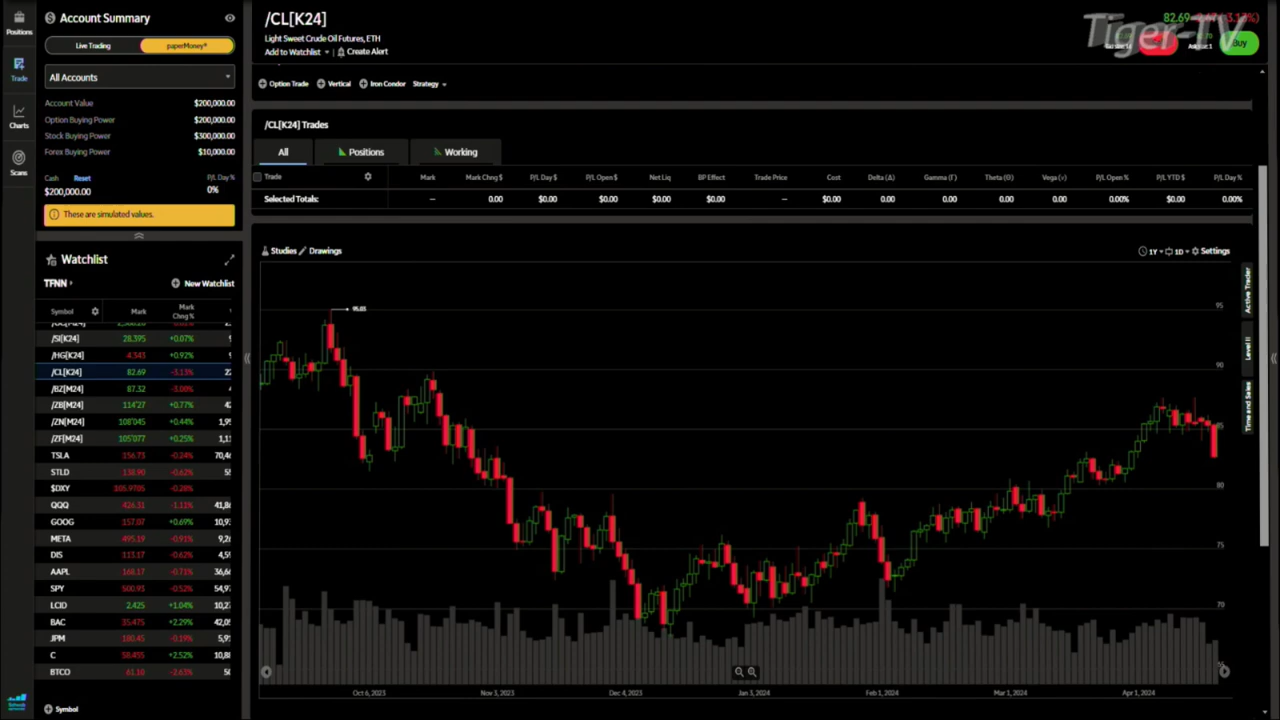 Positions
Trade
Charts
Scans
Account Summary
Live Trading
paperMoney®
All Accounts
Account Value $200,000.00
Option Buying Power $200,000.00
Stock Buying Power $300,000.00
Forex Buying Power $10,000.00
Cash Reset P/L Day %
$200,000.00 0%
These are simulated values.
Watchlist
TFNN
New Watchlist
Symbol Mark Mark Chng %
/SI[K24] 28.395 +0.07%
/HG[K24] 4.343 +0.92%
/CL[K24] 82.69 -3.13%
/BZ[M24] 87.32 -3.00%
/ZB[M24] 114'27 +0.77%
/ZN[M24] 108'045 +0.44%
/ZF[M24] 105'077 +0.25%
TSLA 156.73 -0.24%
STLD 138.90 -0.62%
$DXY 105.9705 -0.28%
QQQ 426.31 -1.11%
GOOG 157.07 +0.69%
META 495.19 -0.91%
DIS 113.17 -0.62%
AAPL 168.17 -0.71%
SPY 500.93 -0.52%
LCID 2.425 +1.04%
BAC 35.475 +2.29%
JPM 180.45 -0.19%
C 58.455 +2.52%
BTCO 61.10 -2.63%
Symbol
/CL[K24]
Light Sweet Crude Oil Futures, ETH
Add to Watchlist
Create Alert
82.69
Tiger-TV
Buy
Option Trade Vertical Iron Condor Strategy
/CL[K24] Trades
All Positions Working
Trade Mark Mark Chng $ P/L Day $ P/L Open $ Net Liq BP Effect Trade Price Cost Delta (Δ) Gamma (Γ) Theta (Θ) Vega (ν) P/L Open % P/L YTD $ P/L Day %
Selected Totals: -- 0.00 $0.00 $0.00 $0.00 $0.00 -- $0.00 0.00 0.00 0.00 0.00 0.00% $0.00 0.00%
Studies Drawings
1Y 1D Settings
Active Trader
Level II
Time and Sales
95
90
85
80
75
70
Oct 6, 2023 Nov 3, 2023 Dec 4, 2023 Jan 3, 2024 Feb 1, 2024 Mar 1, 2024 Apr 1, 2024